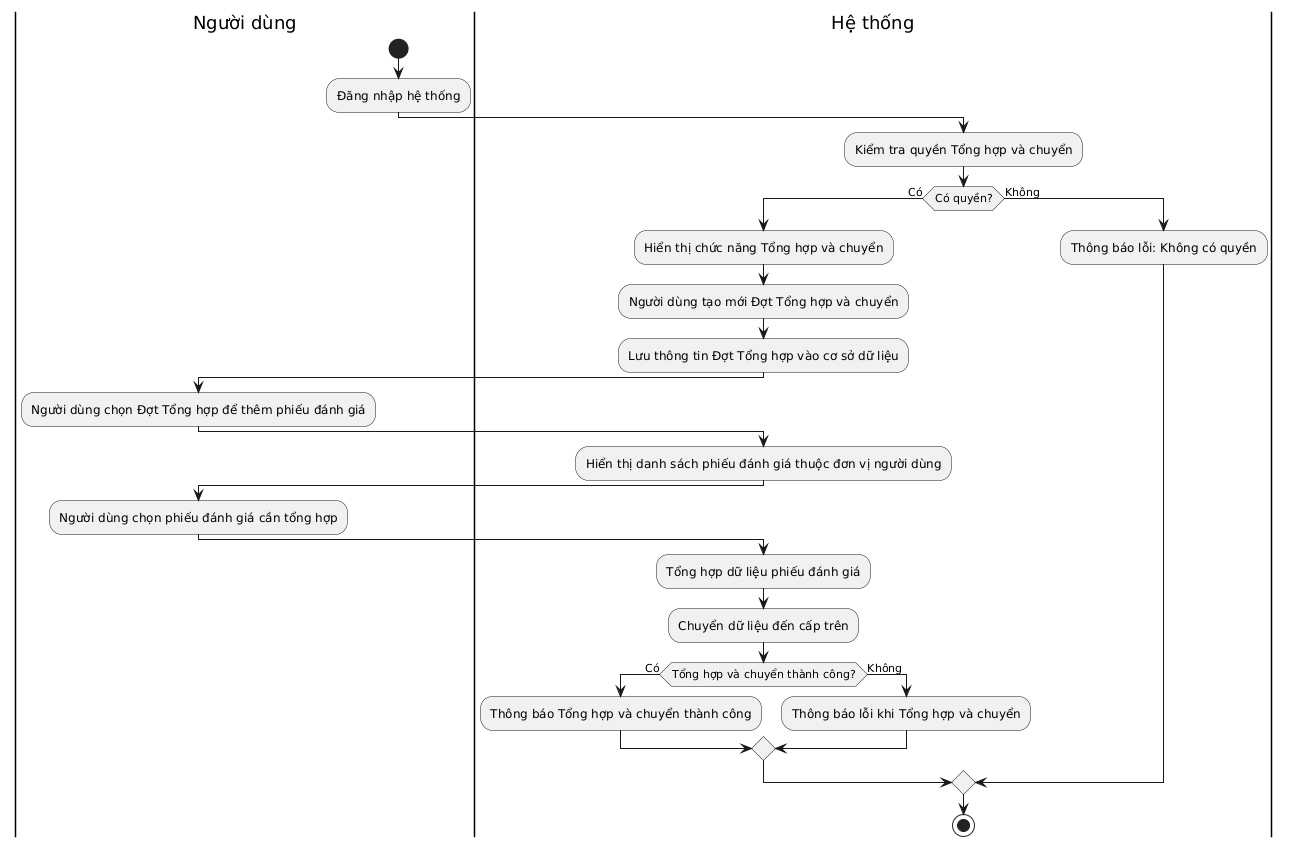 Người dùng
Hệ thống
Đăng nhập hệ thống
Kiểm tra quyền Tổng hợp và chuyển
Có
Có quyền?
Không
Hiển thị chức năng Tổng hợp và chuyển
Thông báo lỗi: Không có quyền
Người dùng tạo mới Đợt Tổng hợp và chuyển
Lưu thông tin Đợt Tổng hợp vào cơ sở dữ liệu
Người dùng chọn Đợt Tổng hợp để thêm phiếu đánh giá
Hiển thị danh sách phiếu đánh giá thuộc đơn vị người dùng
Người dùng chọn phiếu đánh giá cần tổng hợp
Tổng hợp dữ liệu phiếu đánh giá
Chuyển dữ liệu đến cấp trên
Có
Tổng hợp và chuyển thành công?
Không
Thông báo Tổng hợp và chuyển thành công
Thông báo lỗi khi Tổng hợp và chuyển